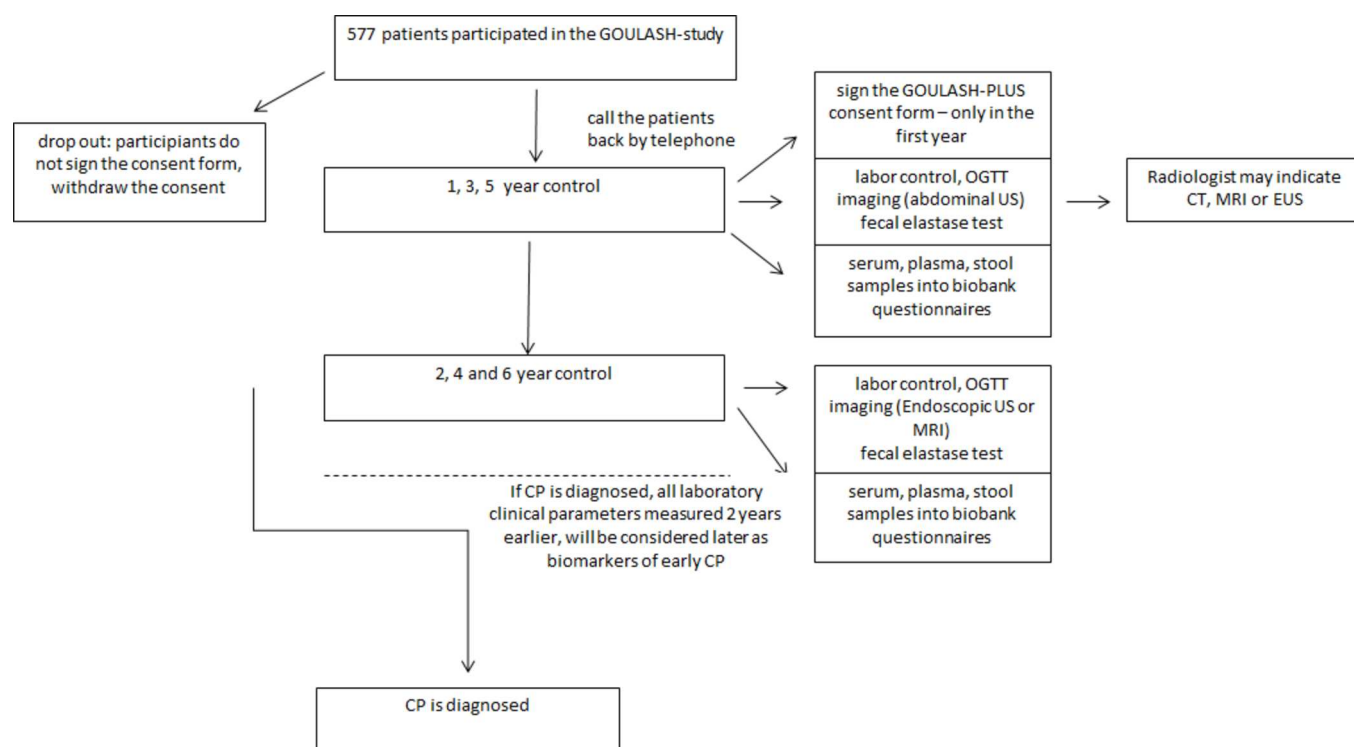 577 patients participated in the GOULASH-study
drop out: participiants do
not sign the consent form,
withdraw the consent
call the patients
back by telephone
1, 3, 5 year control
sign the GOULASH-PLUS
consent form – only in the
first year
labor control, OGTT
imaging (abdominal US)
fecal elastase test
serum, plasma, stool
samples into biobank
questionnaires
Radiologist may indicate
CT, MRI or EUS
2, 4 and 6 year control
labor control, OGTT
imaging (Endoscopic US or
MRI)
fecal elastase test
serum, plasma, stool
samples into biobank
questionnaires
If CP is diagnosed, all laboratory
clinical parameters measured 2 years
earlier, will be considered later as
biomarkers of early CP
CP is diagnosed